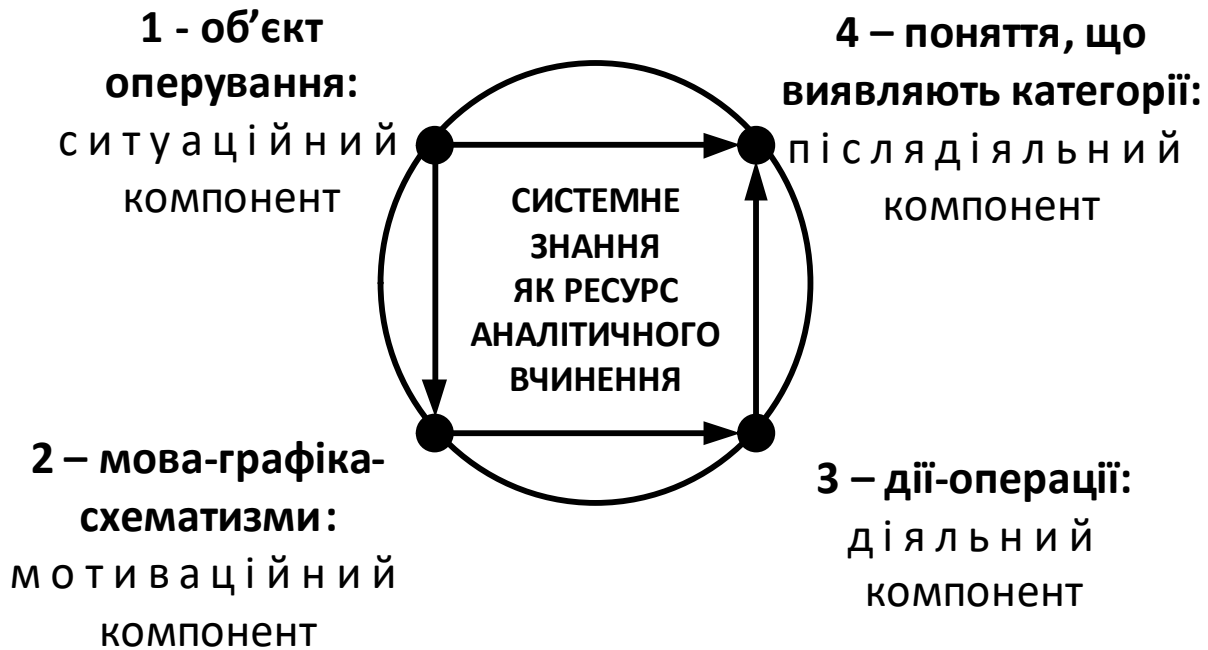 1 - об’єкт
оперування:
с и т у а ц і й н и й
компонент
4 – поняття, що
виявляють категорії:
п і с л я д і я л ь н и й
компонент
СИСТЕМНЕ
ЗНАННЯ
ЯК РЕСУРС
АНАЛІТИЧНОГО
ВЧИНЕННЯ
2 – мова-графіка-
схематизми:
м о т и в а ц і й н и й
компонент
3 – дії-операції:
д і я л ь н и й
компонент